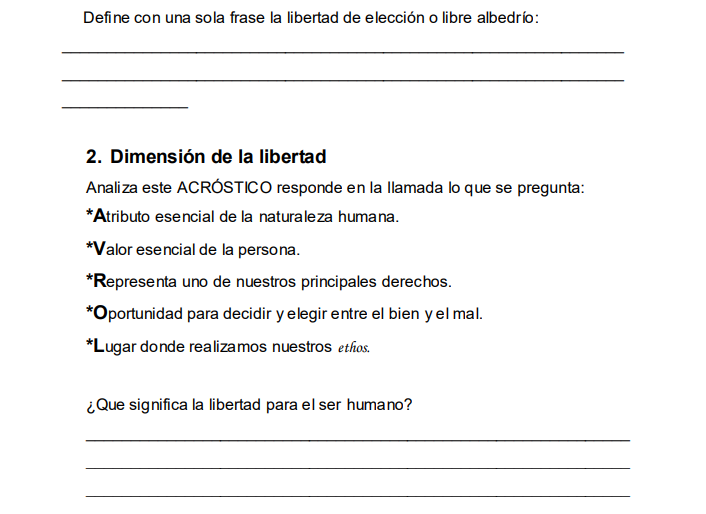 Define con una sola frase la libertad de elección o libre albedrío:
2. Dimensión de la libertad
Analiza este ACRÓSTICO responde en la llamada lo que se pregunta:
*Atributo esencial de la naturaleza humana.
*Valor esencial de la persona.
*Representa uno de nuestros principales derechos.
*Oportunidad para decidir y elegir entre el bien y el mal.
*Lugar donde realizamos nuestros ethos.
¿Que significa la libertad para el ser humano?